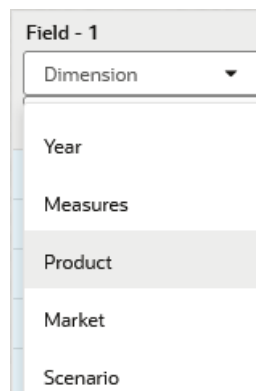 Field - 1
Dimension
Year
Measures
Product
Market
Scenario